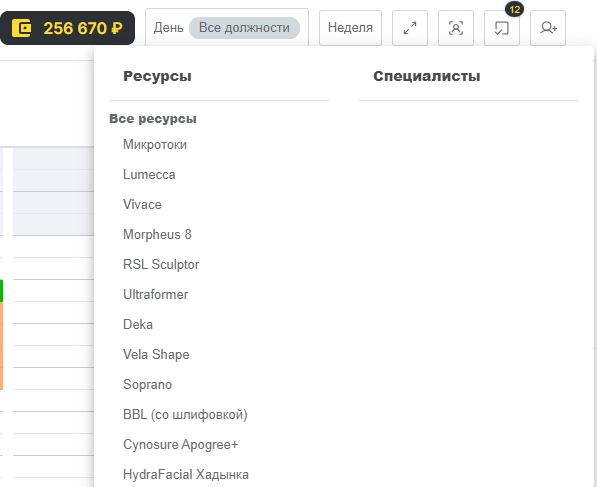 256 670 ₽ День Все должности Неделя 12
Ресурсы Специалисты
Все ресурсы
Микротоки
Lumecca
Vivace
Morpheus 8
RSL Sculptor
Ultraformer
Deka
Vela Shape
Soprano
BBL (со шлифовкой)
Cynosure Apogree+
HydraFacial Хадынка